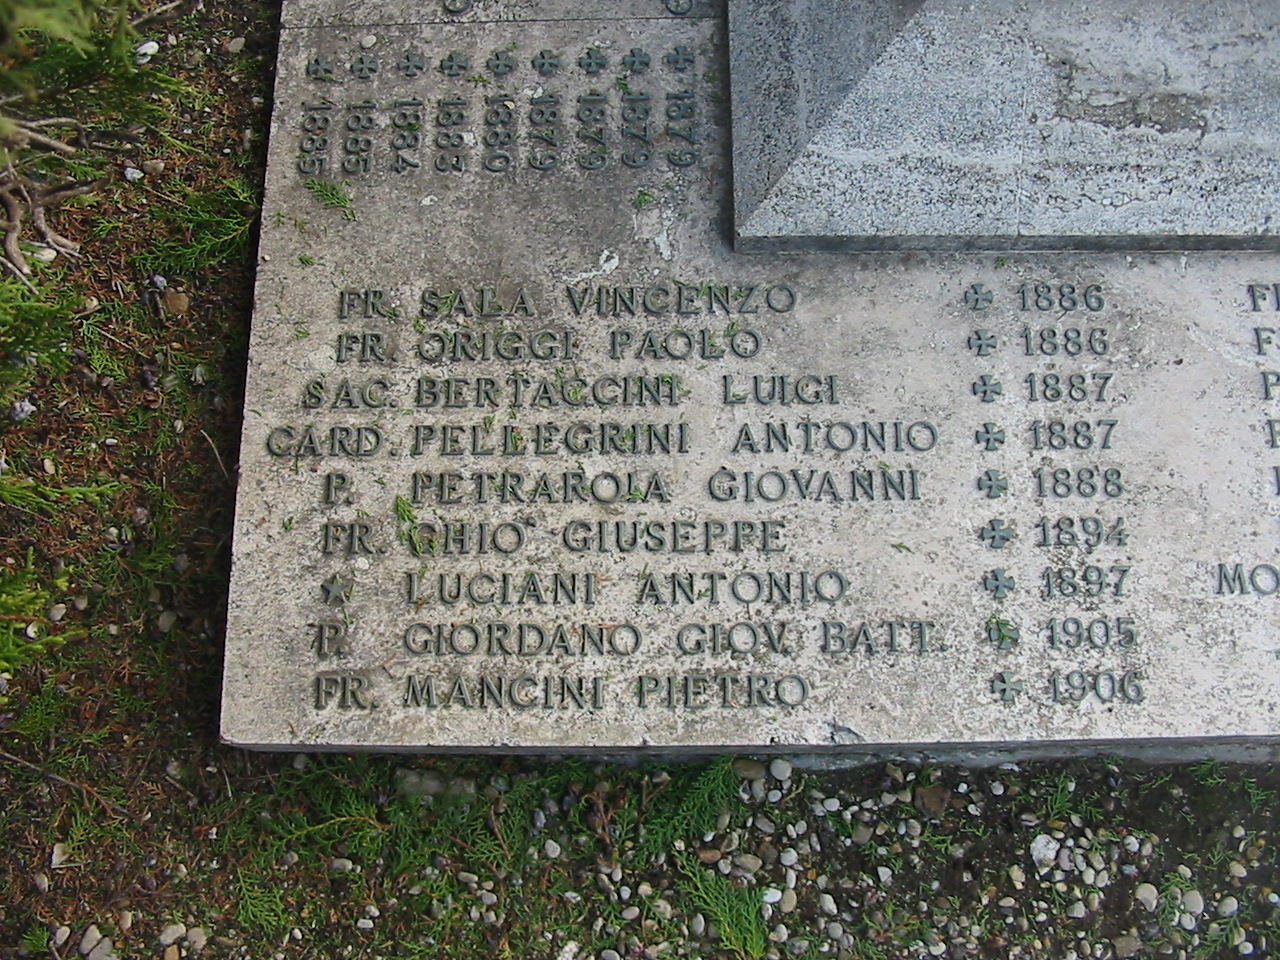 1885 1885 1884 1883 1880 1879 1879 1879 1879
FR. SALA VINCENZO 1886
FR. ORIGGI PAOLO 1886
SAC. BERTACCINI LUIGI 1887
CARD. PELLEGRINI ANTONIO 1887
P. PETRAROIA GIOVANNI 1888
FR. GHIO' GIUSEPPE 1894
★ LUCIANI ANTONIO 1897
P. GIORDANO GIOV. BATT. 1905
FR. MANCINI PIETRO 1906